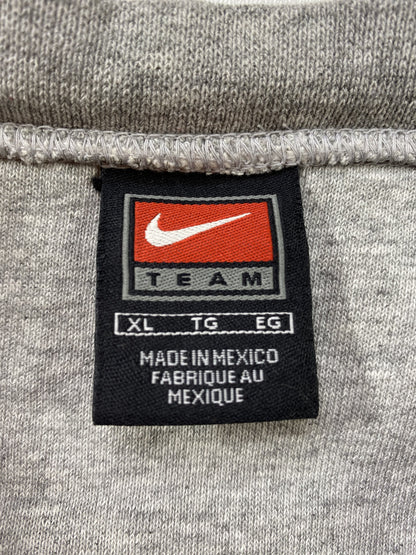 TEAM
XL TG EG
MADE IN MEXICO
FABRIQUE AU
MEXIQUE